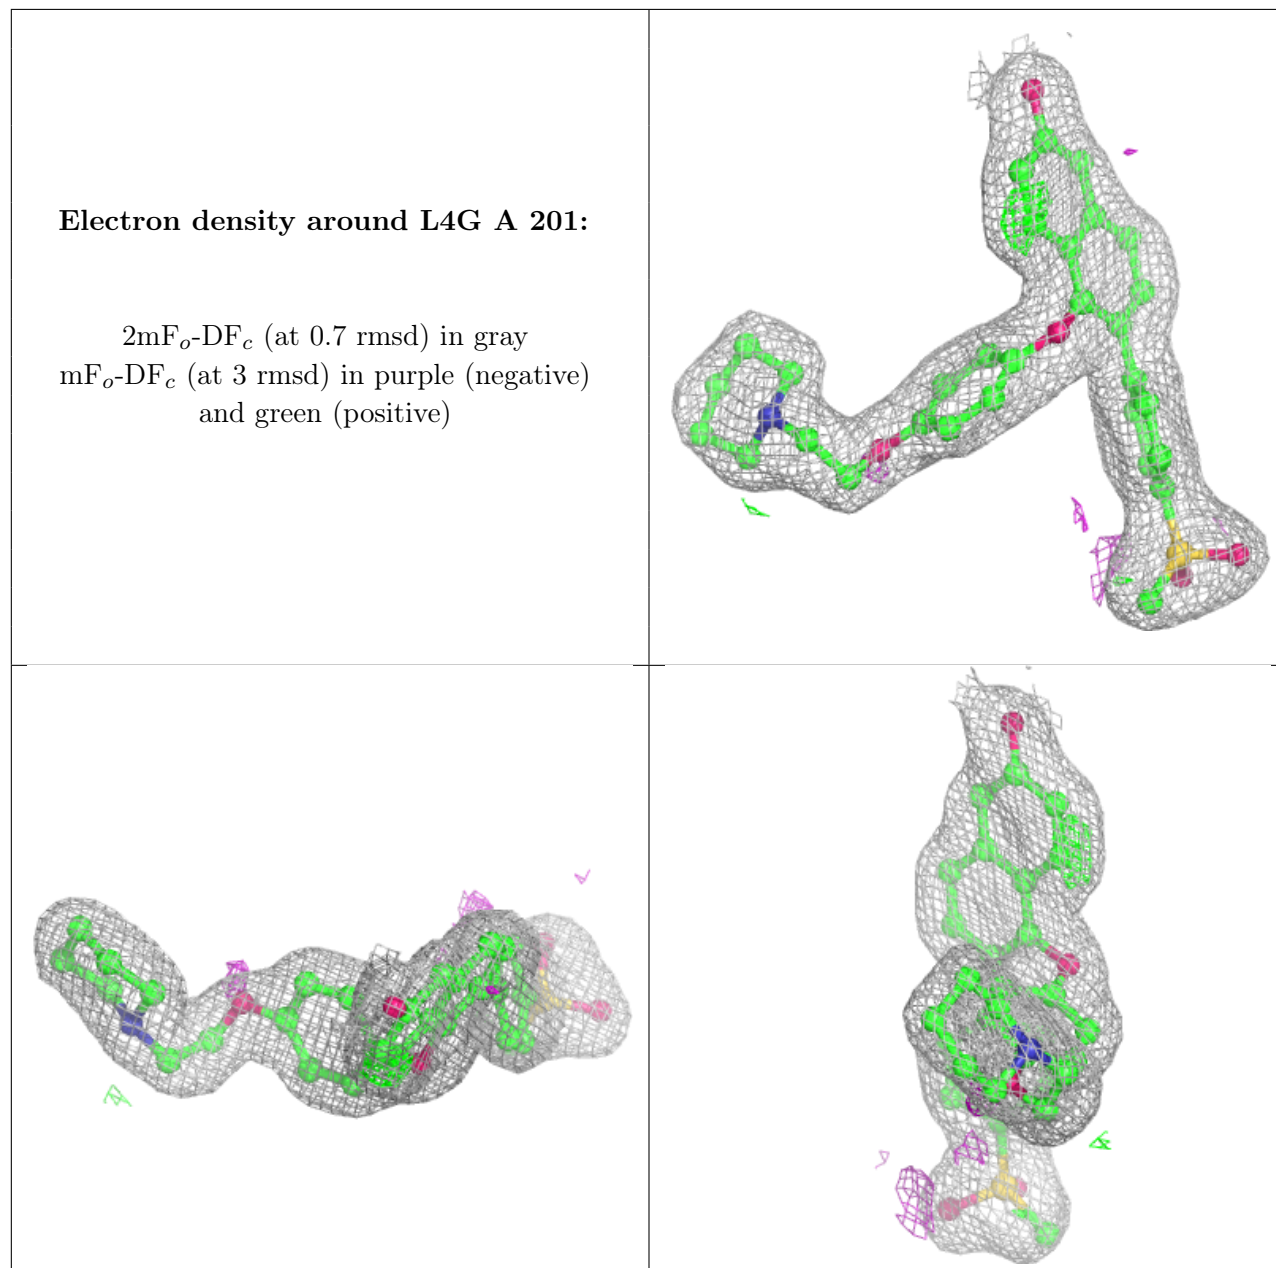 Electron density around L4G A 201:
2mFo-DFc (at 0.7 rmsd) in gray
mFo-DFc (at 3 rmsd) in purple (negative)
and green (positive)